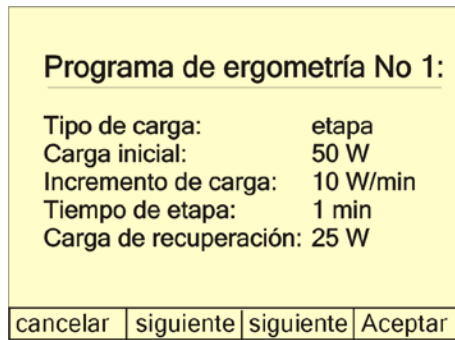 Programa de ergometría No 1:
Tipo de carga: etapa
Carga inicial: 50 W
Incremento de carga: 10 W/min
Tiempo de etapa: 1 min
Carga de recuperación: 25 W
cancelar siguiente siguiente Aceptar